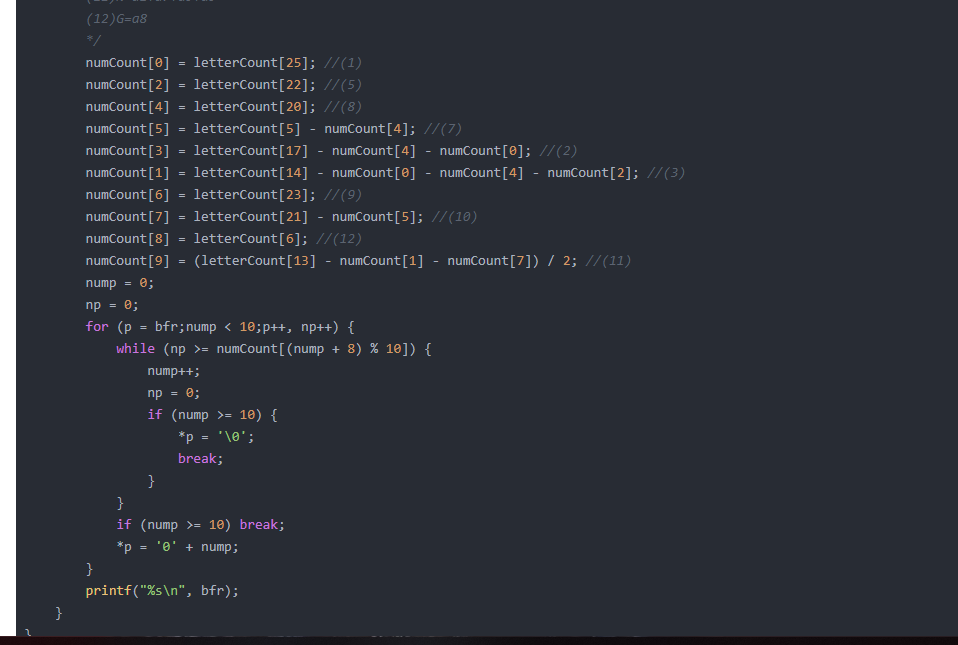 (12)G=a8
*/
numCount[0] = letterCount[25]; //(1)
numCount[2] = letterCount[22]; //(5)
numCount[4] = letterCount[20]; //(8)
numCount[5] = letterCount[5] - numCount[4]; //(7)
numCount[3] = letterCount[17] - numCount[4] - numCount[0]; //(2)
numCount[1] = letterCount[14] - numCount[0] - numCount[4] - numCount[2]; //(3)
numCount[6] = letterCount[23]; //(9)
numCount[7] = letterCount[21] - numCount[5]; //(10)
numCount[8] = letterCount[6]; //(12)
numCount[9] = (letterCount[13] - numCount[1] - numCount[7]) / 2; //(11)
nump = 0;
np = 0;
for (p = bfr;nump < 10;p++, np++) {
while (np >= numCount[(nump + 8) % 10]) {
nump++;
np = 0;
if (nump >= 10) {
*p = '\0';
break;
}
}
if (nump >= 10) break;
*p = '0' + nump;
}
printf("%s\n", bfr);
}
}